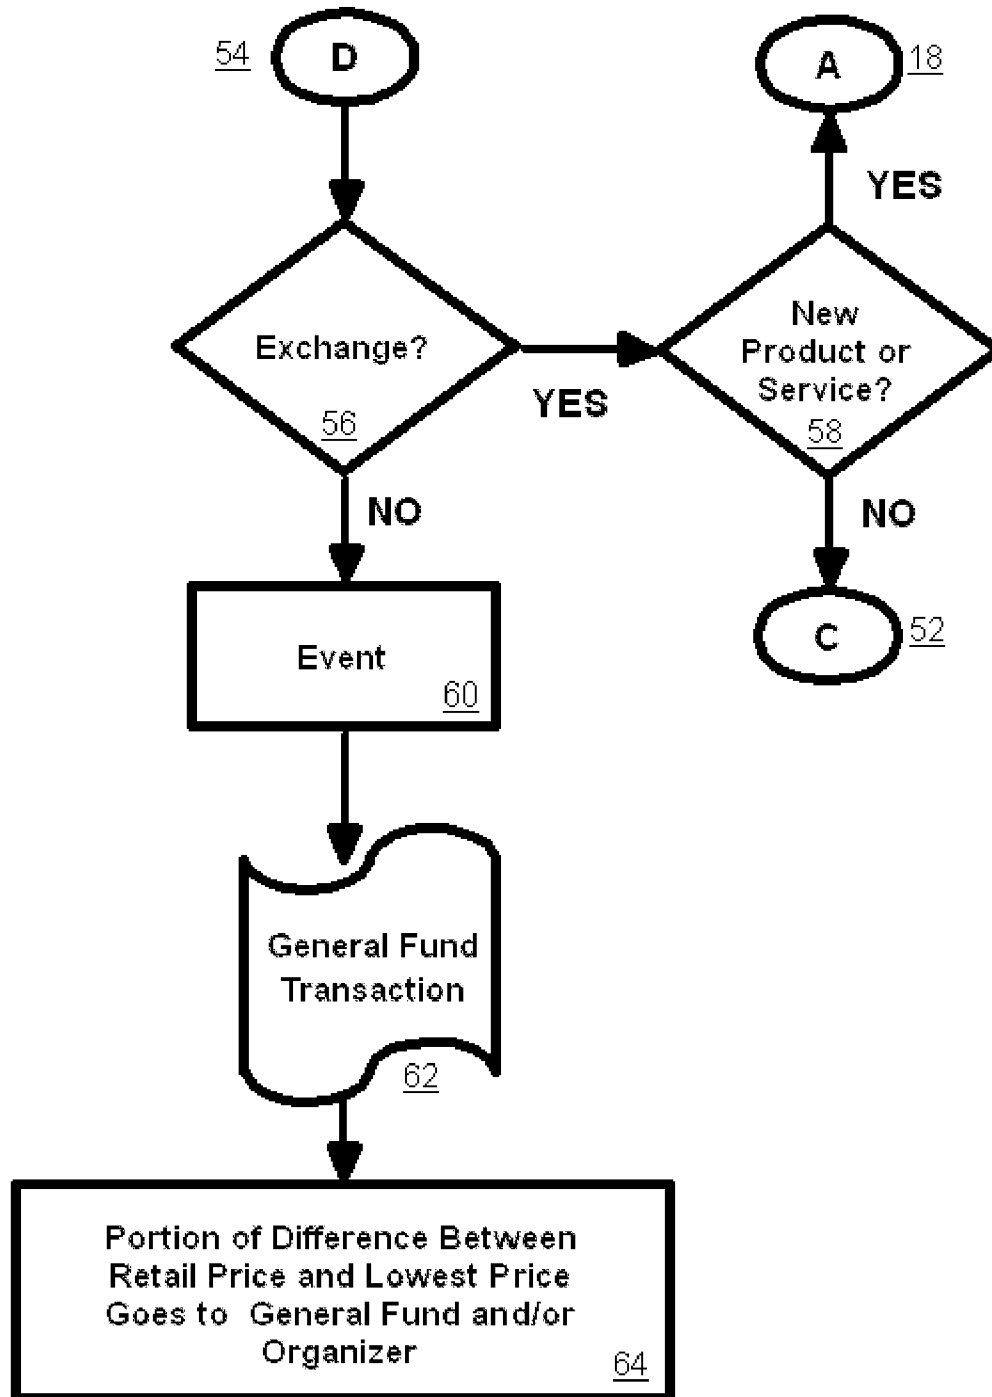 54
D
A
18
YES
Exchange?
56
YES
New
Product or
Service?
58
NO
NO
Event
60
C
52
General Fund
Transaction
62
Portion of Difference Between
Retail Price and Lowest Price
Goes to General Fund and/or
Organizer
64